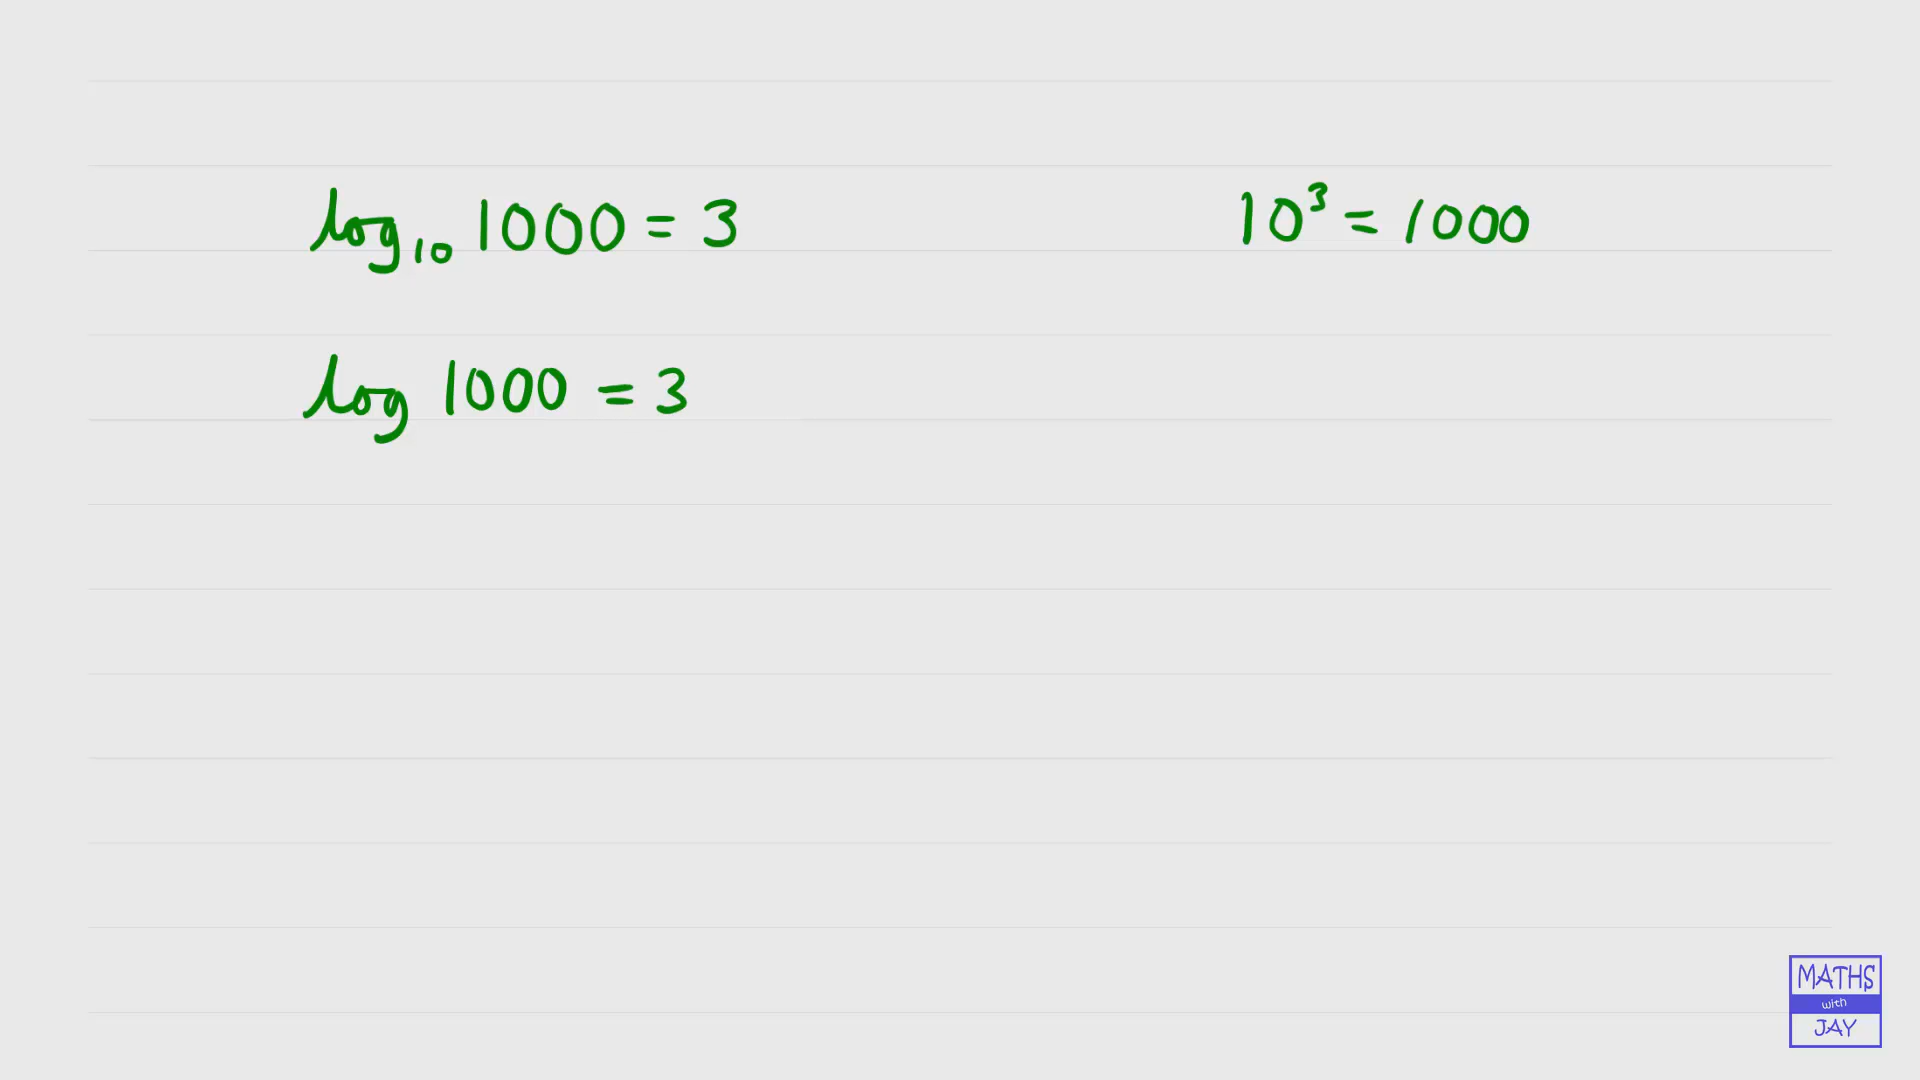 log₁₀ 1000 = 3
10³ = 1000
log 1000 = 3
MATHS
with
JAY